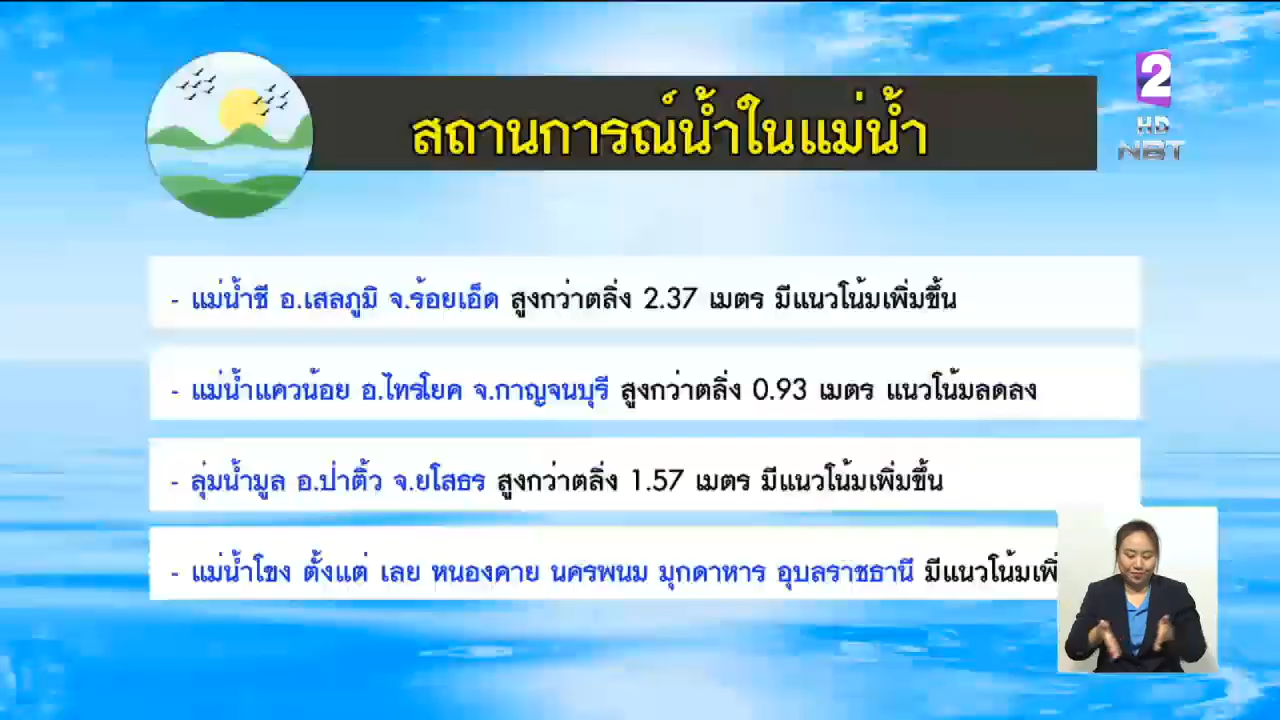 สถานการณ์น้ำในแม่น้ำ
2
HD
NBT
- แม่น้ำชี อ.เสลภูมิ จ.ร้อยเอ็ด สูงกว่าตลิ่ง 2.37 เมตร มีแนวโน้มเพิ่มขึ้น
- แม่น้ำแควน้อย อ.ไทรโยค จ.กาญจนบุรี สูงกว่าตลิ่ง 0.93 เมตร แนวโน้มลดลง
- ลุ่มน้ำมูล อ.ป่าติ้ว จ.ยโสธร สูงกว่าตลิ่ง 1.57 เมตร มีแนวโน้มเพิ่มขึ้น
- แม่น้ำโขง ตั้งแต่ เลย หนองคาย นครพนม มุกดาหาร อุบลราชธานี มีแนวโน้มเพิ่